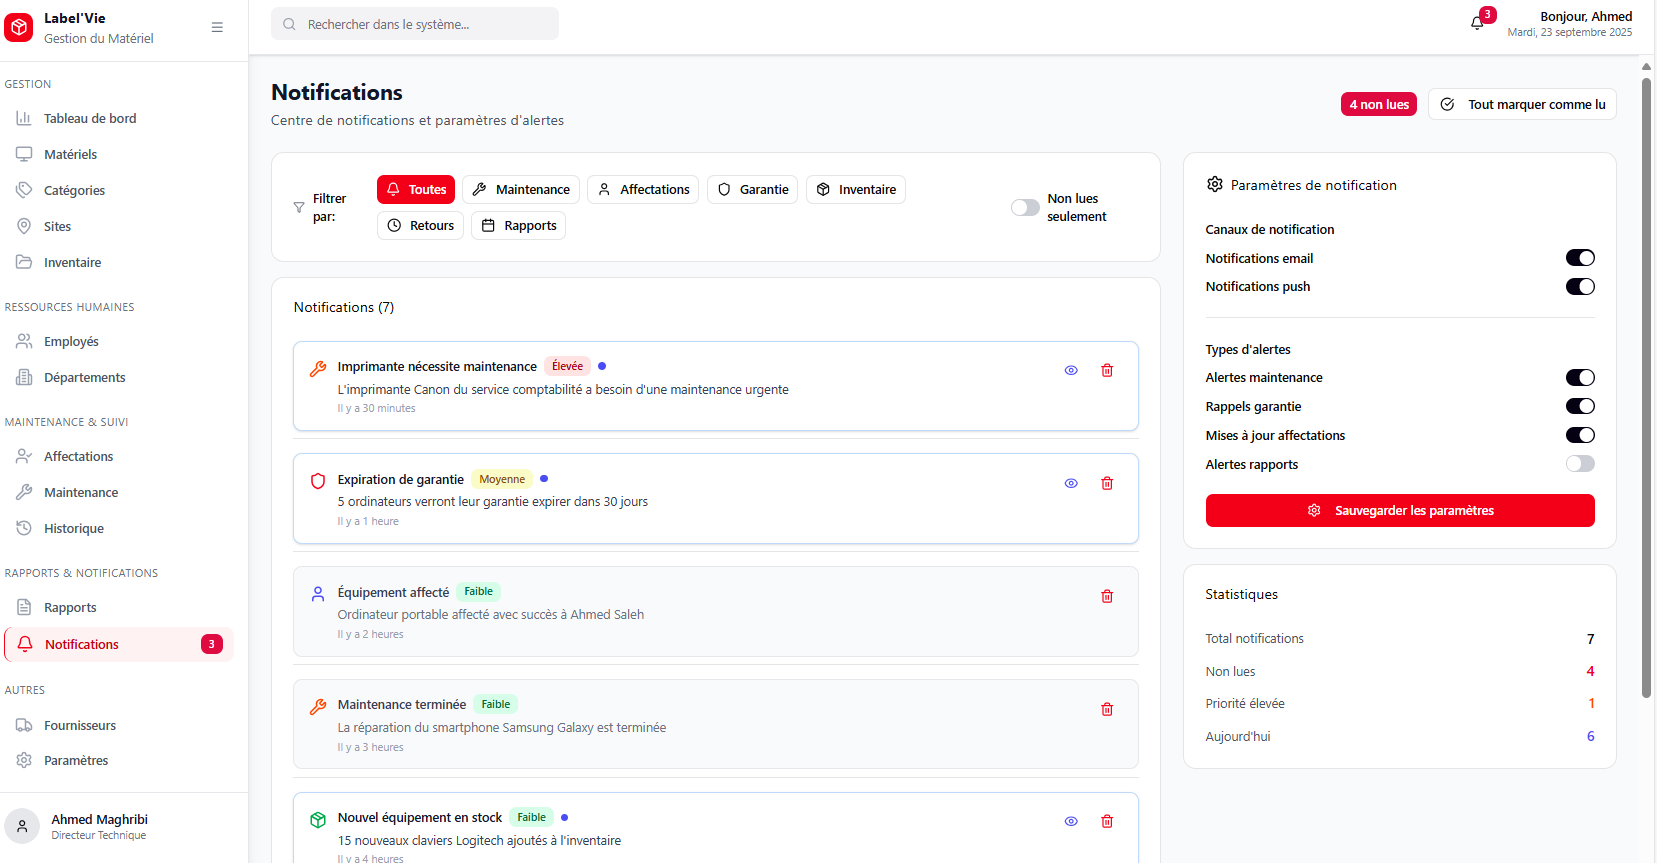 Label'Vie
Gestion du Matériel
GESTION
Tableau de bord
Matériels
Catégories
Sites
Inventaire
RESSOURCES HUMAINES
Employés
Départements
MAINTENANCE & SUIVI
Affectations
Maintenance
Historique
RAPPORTS & NOTIFICATIONS
Rapports
Notifications 3
AUTRES
Fournisseurs
Paramètres
Ahmed Maghribi
Directeur Technique
Rechercher dans le système...
3
Bonjour, Ahmed
Mardi, 23 septembre 2025
Notifications
Centre de notifications et paramètres d'alertes
4 non lues
Tout marquer comme lu
Filtrer
par:
Toutes Maintenance Affectations Garantie Inventaire
Retours Rapports
Non lues
seulement
Notifications (7)
Imprimante nécessite maintenance Élevée
L'imprimante Canon du service comptabilité a besoin d'une maintenance urgente
Il y a 30 minutes
Expiration de garantie Moyenne
5 ordinateurs verront leur garantie expirer dans 30 jours
Il y a 1 heure
Équipement affecté Faible
Ordinateur portable affecté avec succès à Ahmed Saleh
Il y a 2 heures
Maintenance terminée Faible
La réparation du smartphone Samsung Galaxy est terminée
Il y a 3 heures
Nouvel équipement en stock Faible
15 nouveaux claviers Logitech ajoutés à l'inventaire
Il y a 4 heures
Paramètres de notification
Canaux de notification
Notifications email
Notifications push
Types d'alertes
Alertes maintenance
Rappels garantie
Mises à jour affectations
Alertes rapports
Sauvegarder les paramètres
Statistiques
Total notifications 7
Non lues 4
Priorité élevée 1
Aujourd'hui 6